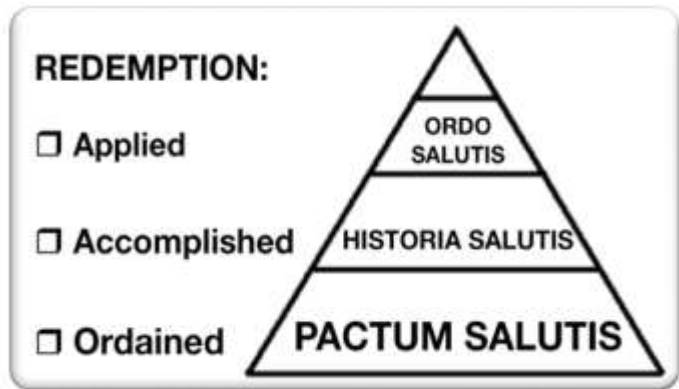 REDEMPTION:
Applied
Accomplished
Ordained
ORDO
SALUTIS
HISTORIA SALUTIS
PACTUM SALUTIS